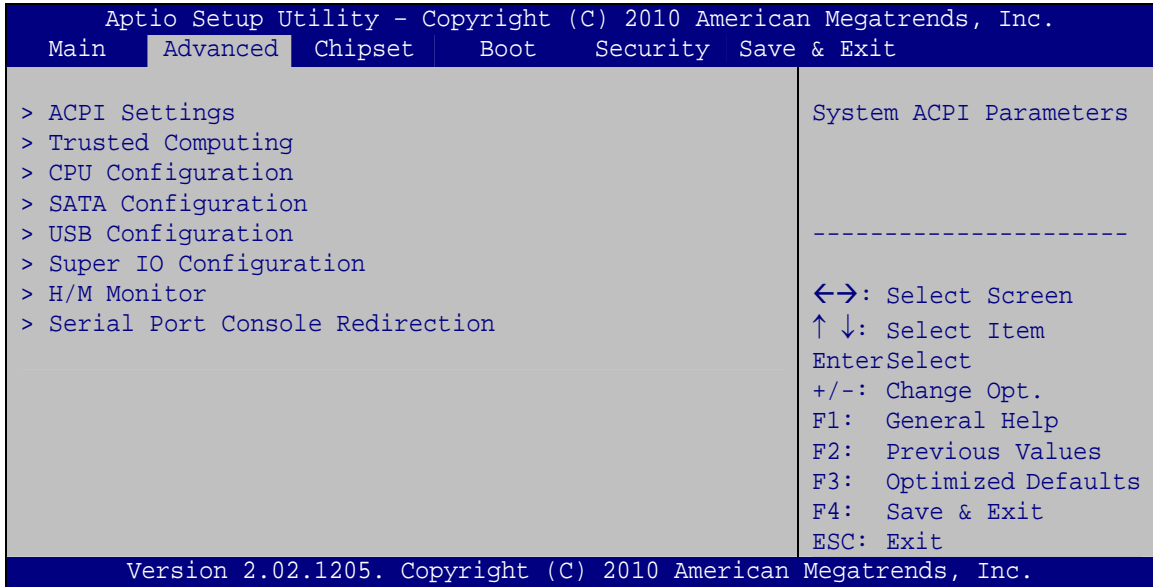 Aptio Setup Utility – Copyright (C) 2010 American Megatrends, Inc.
Main Advanced Chipset Boot Security Save & Exit
> ACPI Settings
> Trusted Computing
> CPU Configuration
> SATA Configuration
> USB Configuration
> Super IO Configuration
> H/M Monitor
> Serial Port Console Redirection
System ACPI Parameters
----------------------
←→: Select Screen
↑ ↓: Select Item
EnterSelect
+/-: Change Opt.
F1: General Help
F2: Previous Values
F3: Optimized Defaults
F4: Save & Exit
ESC: Exit
Version 2.02.1205. Copyright (C) 2010 American Megatrends, Inc.